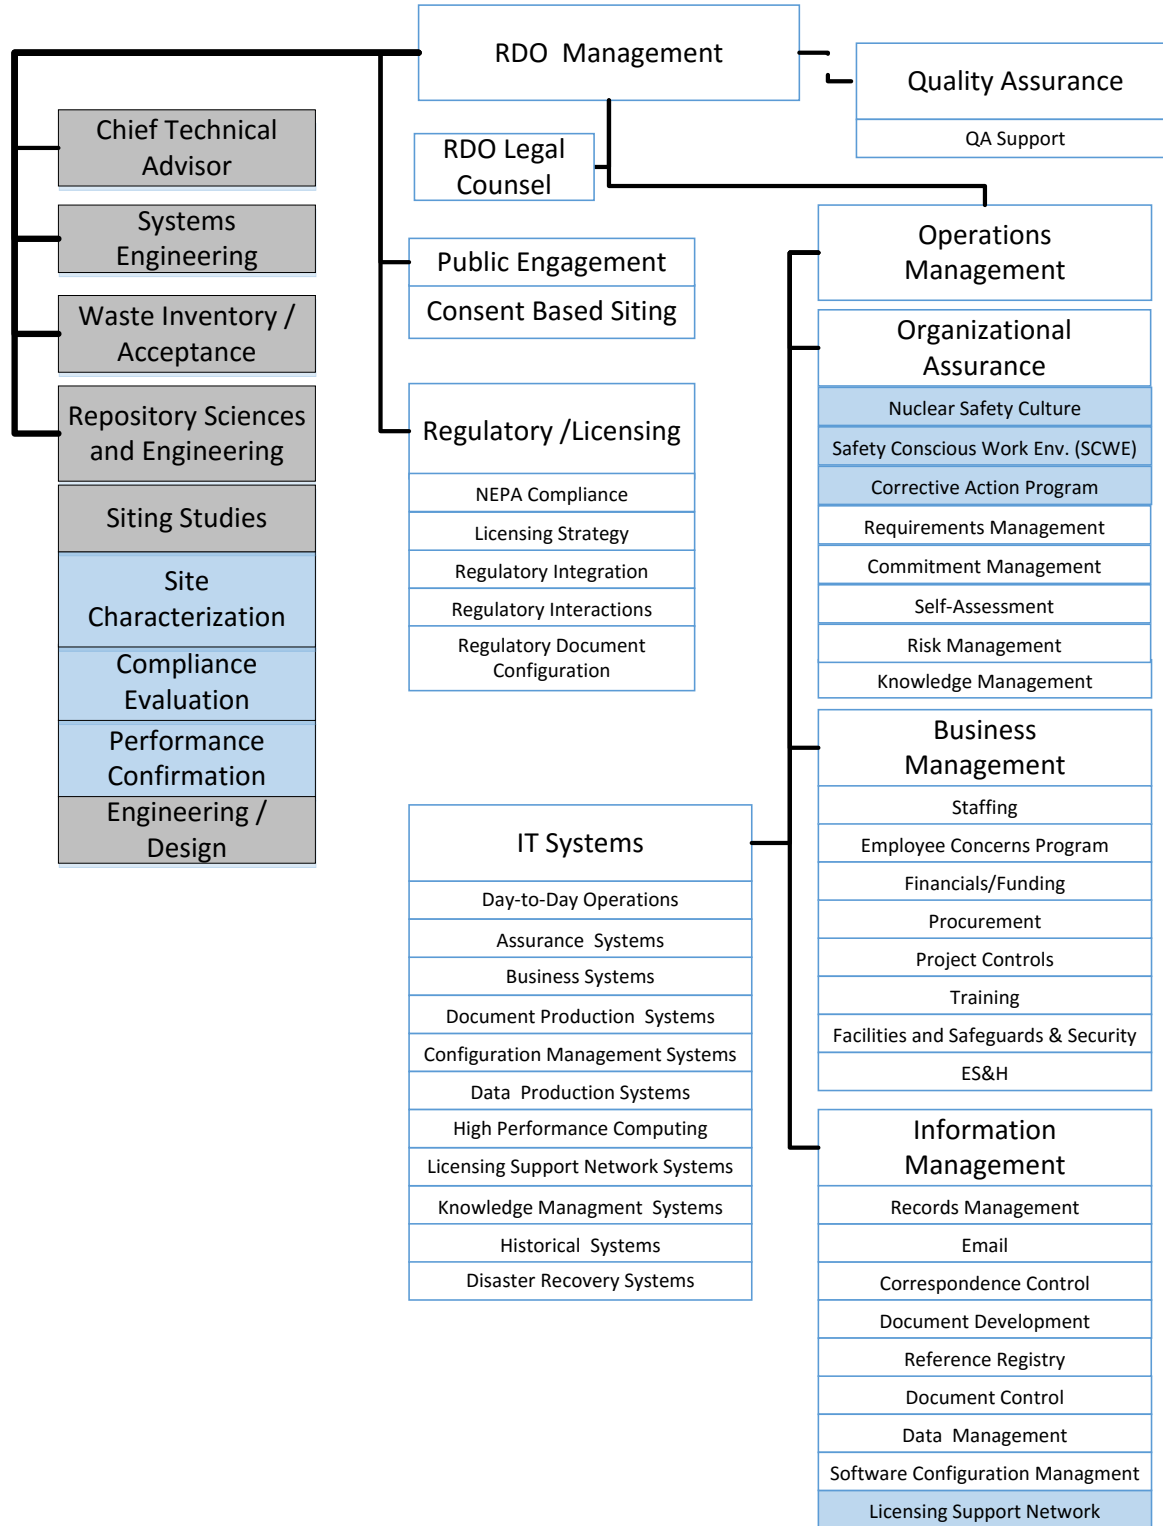 RDO  Management
Quality Assurance
QA Support
Chief Technical
Advisor
RDO Legal
Counsel
Systems
Engineering
Waste Inventory /
Acceptance
Repository Sciences
and Engineering
Siting Studies
Site
Characterization
Compliance
Evaluation
Performance
Confirmation
Engineering /
Design
Public Engagement
Consent Based Siting
Regulatory /Licensing
NEPA Compliance
Licensing Strategy
Regulatory Integration
Regulatory Interactions
Regulatory Document
Configuration
IT Systems
Day-to-Day Operations
Assurance  Systems
Business Systems
Document Production  Systems
Configuration Management Systems
Data  Production Systems
High Performance Computing
Licensing Support Network Systems
Knowledge Managment  Systems
Historical  Systems
Disaster Recovery Systems
Operations
Management
Organizational
Assurance
Nuclear Safety Culture
Safety Conscious Work Env. (SCWE)
Corrective Action Program
Requirements Management
Commitment Management
Self-Assessment
Risk Management
Knowledge Management
Business
Management
Staffing
Employee Concerns Program
Financials/Funding
Procurement
Project Controls
Training
Facilities and Safeguards & Security
ES&H
Information
Management
Records Management
Email
Correspondence Control
Document Development
Reference Registry
Document Control
Data  Management
Software Configuration Managment
Licensing Support Network